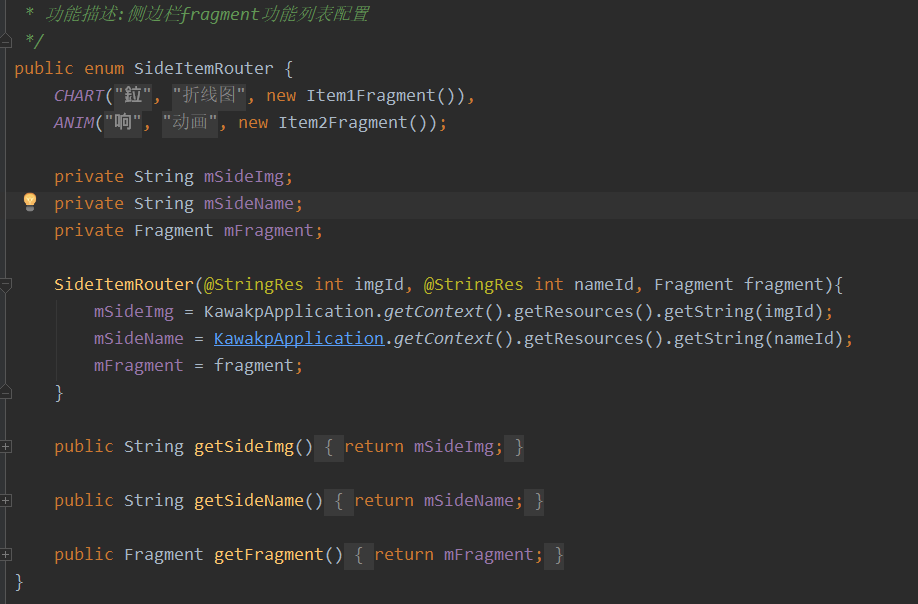 * 功能描述:侧边栏fragment功能列表配置
*/
public enum SideItemRouter {
CHART("鉝", "折线图", new Item1Fragment()),
ANIM("响", "动画", new Item2Fragment());
private String mSideImg;
private String mSideName;
private Fragment mFragment;
SideItemRouter(@StringRes int imgId, @StringRes int nameId, Fragment fragment){
mSideImg = KawakpApplication.getContext().getResources().getString(imgId);
mSideName = KawakpApplication.getContext().getResources().getString(nameId);
mFragment = fragment;
}
public String getSideImg() { return mSideImg; }
public String getSideName() { return mSideName; }
public Fragment getFragment() { return mFragment; }
}